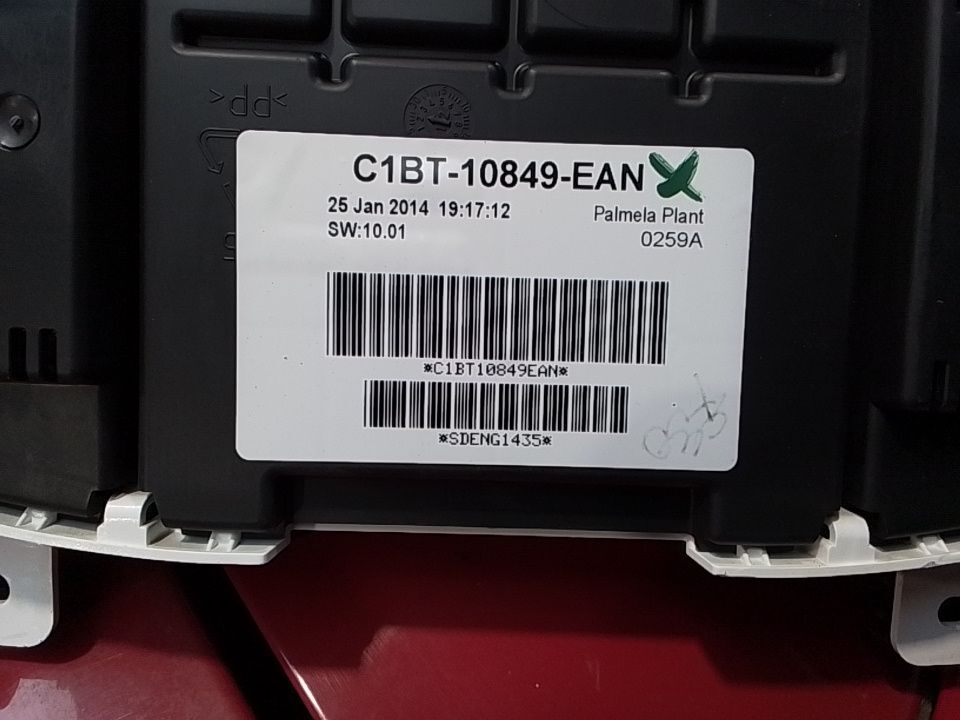 >PP<
C1BT-10849-EAN
25 Jan 2014 19:17:12
Palmela Plant
SW:10.01
0259A
*C1BT10849EAN*
*SDENG1435*